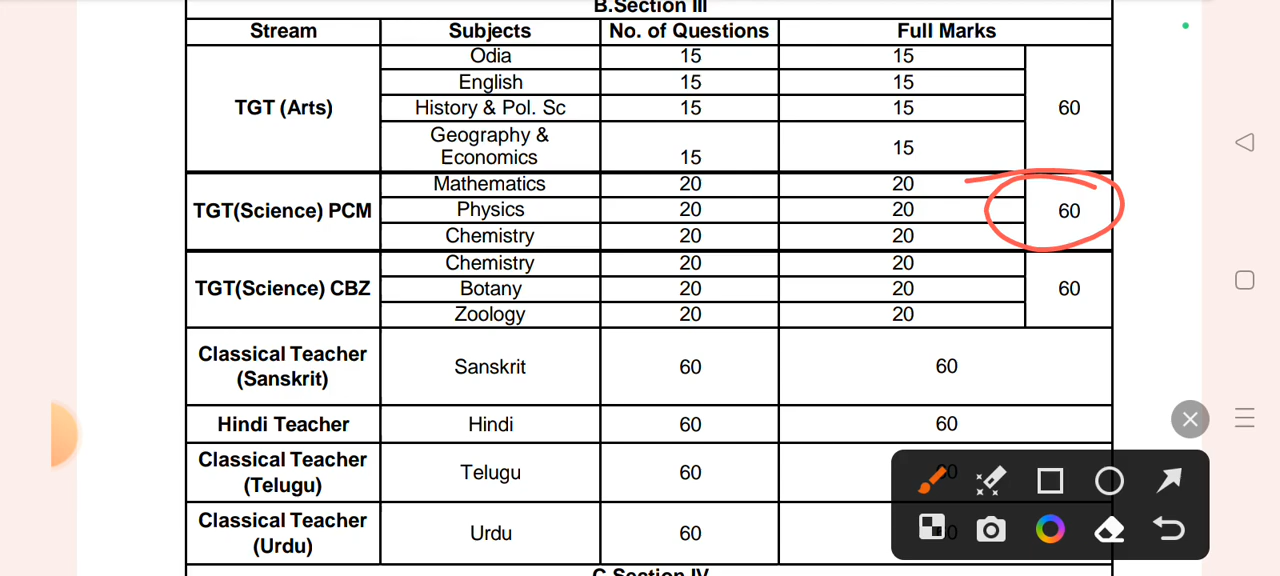 B.Section III
Stream Subjects No. of Questions Full Marks
TGT (Arts) Odia 15 15 60
English 15 15
History & Pol. Sc 15 15
Geography & Economics 15 15
TGT(Science) PCM Mathematics 20 20 60
Physics 20 20
Chemistry 20 20
TGT(Science) CBZ Chemistry 20 20 60
Botany 20 20
Zoology 20 20
Classical Teacher (Sanskrit) Sanskrit 60 60
Hindi Teacher Hindi 60 60
Classical Teacher (Telugu) Telugu 60
Classical Teacher (Urdu) Urdu 60
C.Section IV